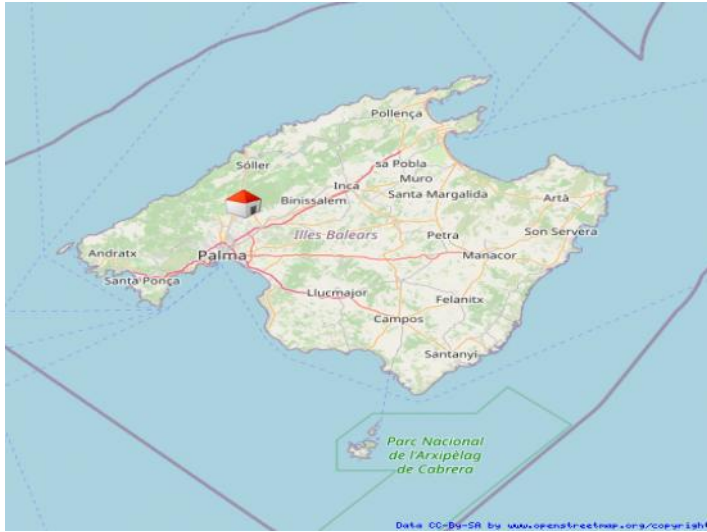 Pollença
Sóller
sa Pobla
Inca
Muro
Binissalem
Santa Margalida
Artà
Illes Balears
Petra
Son Servera
Andratx
Palma
Manacor
Santa Ponça
Llucmajor
Felanitx
Campos
Santanyí
Parc Nacional
de l'Arxipèlag
de Cabrera
Data CC-By-SA by www.openstreetmap.org/copyright